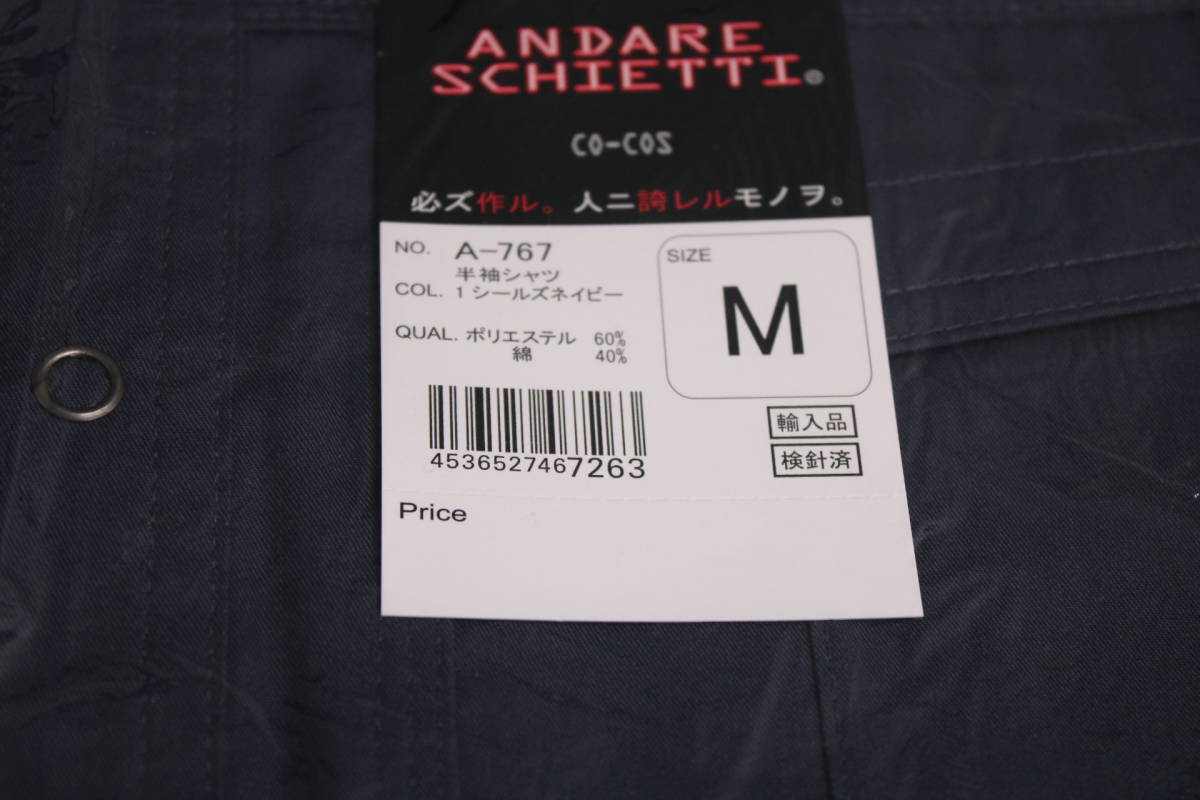 ANDARE
SCHIETTI®
CO-COS
必ズ作ル。人ニ誇レルモノヲ。
NO. A-767
半袖シャツ
COL. 1 シールズネイビー
QUAL. ポリエステル 60%
綿 40%
SIZE
M
4536527467263
輸入品
検針済
Price